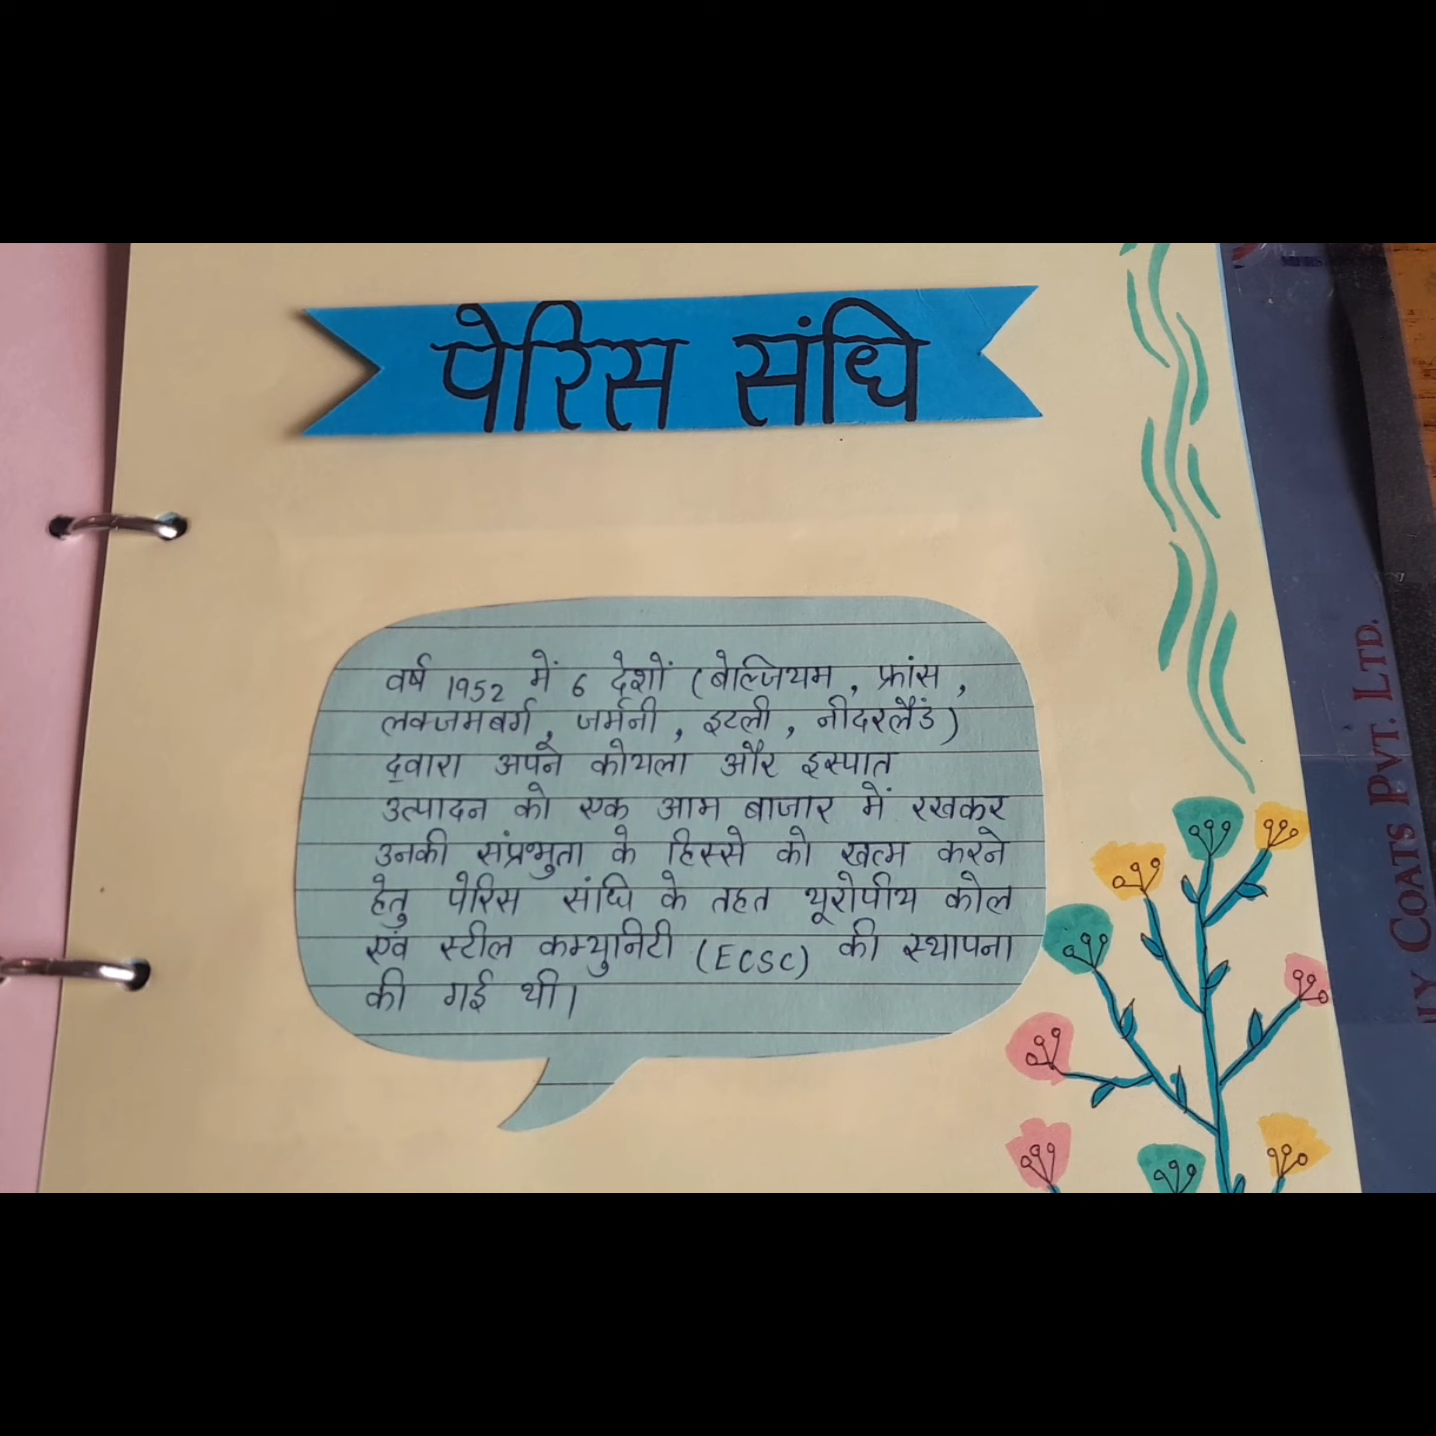 पेरिस संधि
वर्ष 1952 में 6 देशों (बेल्जियम, फ्रांस,
लक्जमबर्ग, जर्मनी, इटली, नीदरलैंड)
द्वारा अपने कोयला और इस्पात
उत्पादन को एक आम बाजार में रखकर
उनकी संप्रभुता के हिस्से को खत्म करने
हेतु पेरिस संधि के तहत यूरोपीय कोल
एवं स्टील कम्युनिटी (ECSC) की स्थापना
की गई थी।
COATS PVT. LTD.